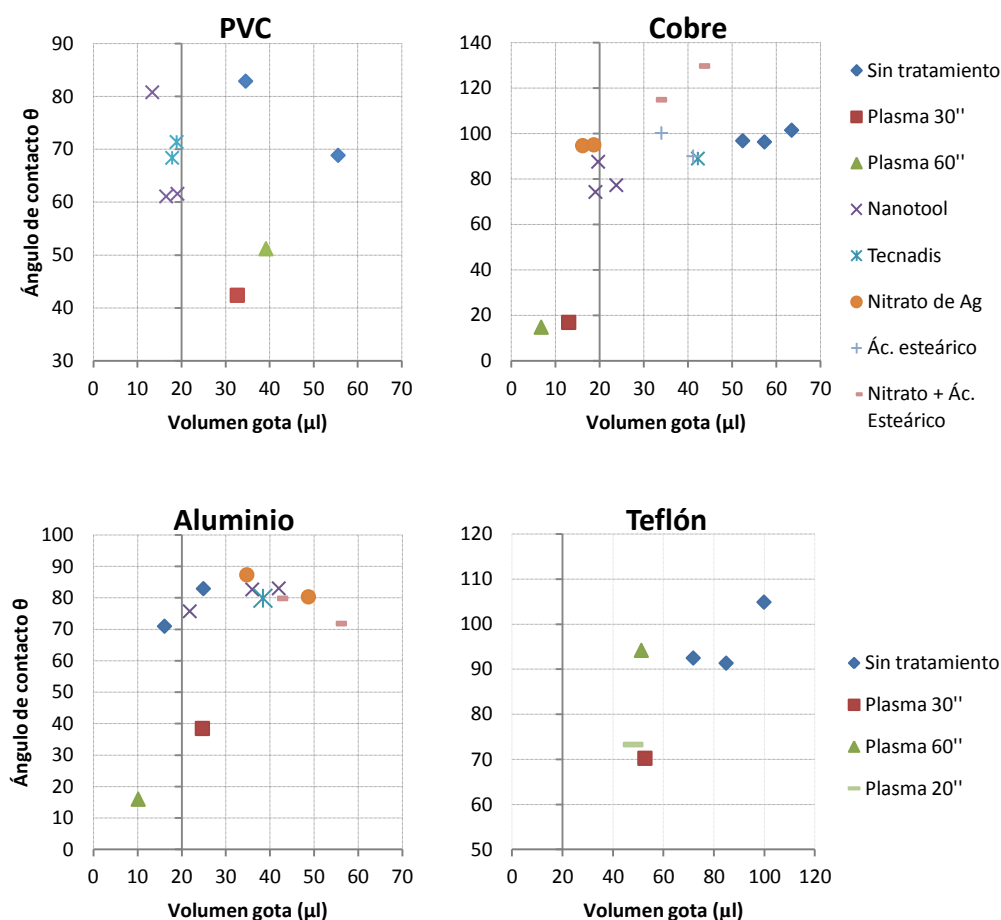 PVC
90
80
70
60
50
40
30
Ángulo de contacto θ
0 10 20 30 40 50 60 70
Volumen gota (µl)
Cobre
140
120
100
80
60
40
20
0
0 10 20 30 40 50 60 70
Volumen gota (µl)
Sin tratamiento
Plasma 30''
Plasma 60''
Nanotool
Tecnadis
Nitrato de Ag
Ác. esteárico
Nitrato + Ác.
Esteárico
Aluminio
100
90
80
70
60
50
40
30
20
10
0
Ángulo de contacto θ
0 10 20 30 40 50 60 70
Volumen gota (µl)
Teflón
120
110
100
90
80
70
60
50
0 20 40 60 80 100 120
Volumen gota (µl)
Sin tratamiento
Plasma 30''
Plasma 60''
Plasma 20''